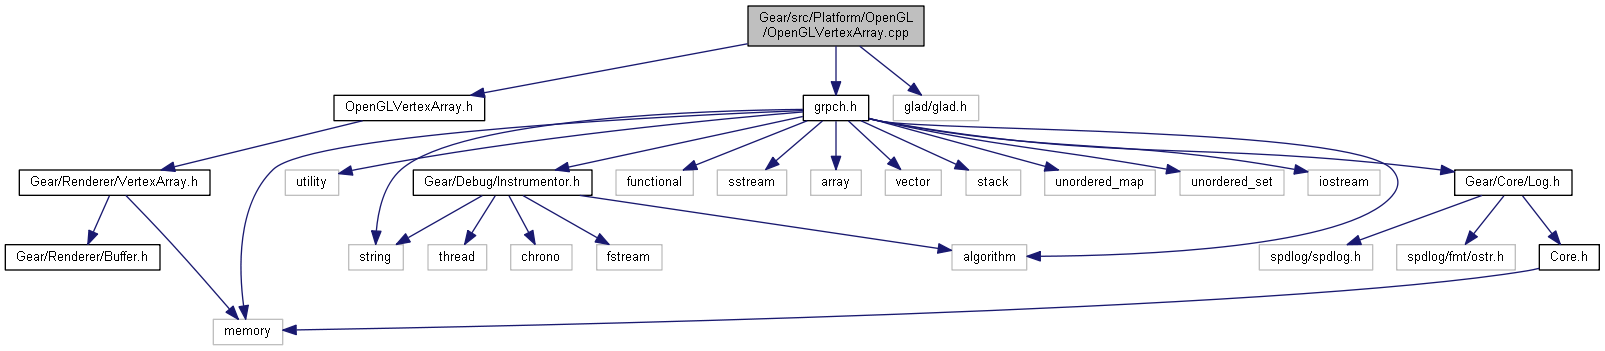 Gear/src/Platform/OpenGL
/OpenGLVertexArray.cpp
OpenGLVertexArray.h
grpch.h
glad/glad.h
Gear/Renderer/VertexArray.h
utility
Gear/Debug/Instrumentor.h
functional
sstream
array
vector
stack
unordered_map
unordered_set
iostream
Gear/Core/Log.h
Gear/Renderer/Buffer.h
string
thread
chrono
fstream
algorithm
spdlog/spdlog.h
spdlog/fmt/ostr.h
Core.h
memory